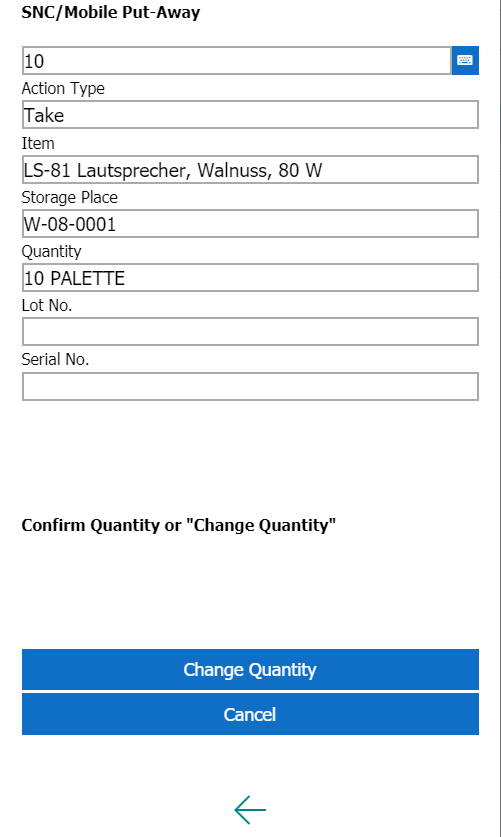 SNC/Mobile Put-Away
10
Action Type
Take
Item
LS-81 Lautsprecher, Walnuss, 80 W
Storage Place
W-08-0001
Quantity
10 PALETTE
Lot No.
Serial No.
Confirm Quantity or "Change Quantity"
Change Quantity
Cancel